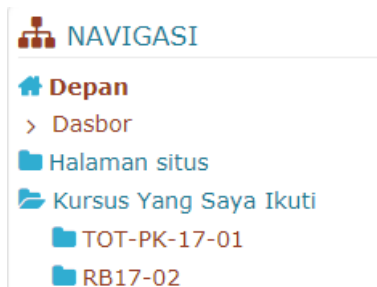 NAVIGASI
Depan
> Dasbor
Halaman situs
Kursus Yang Saya Ikuti
TOT-PK-17-01
RB17-02